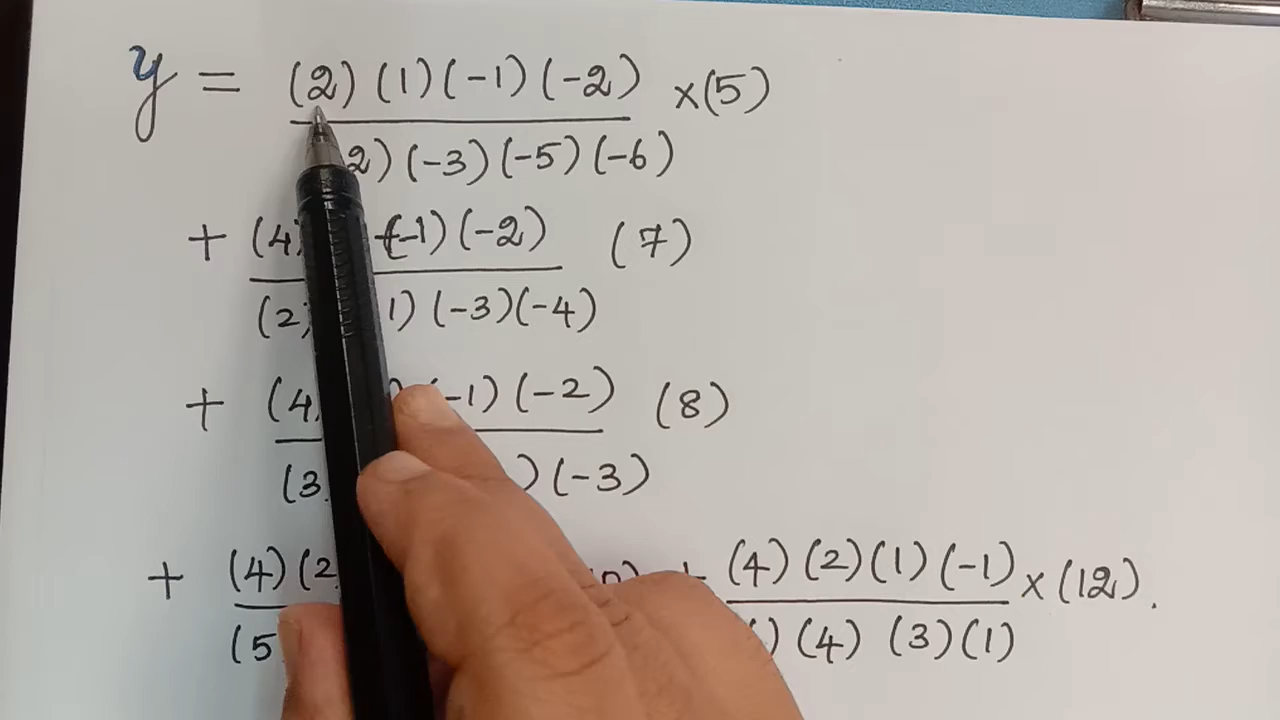 y = (2) (1) (-1) (-2) × (5)
2) (-3) (-5) (-6)
+ (4) (-1) (-2) (7)
(2) 1) (-3) (-4)
+ (4) -1) (-2) (8)
(3 ) (-3)
+ (4) (2 + (4) (2) (1) (-1) × (12).
(5 ) (4) (3) (1)